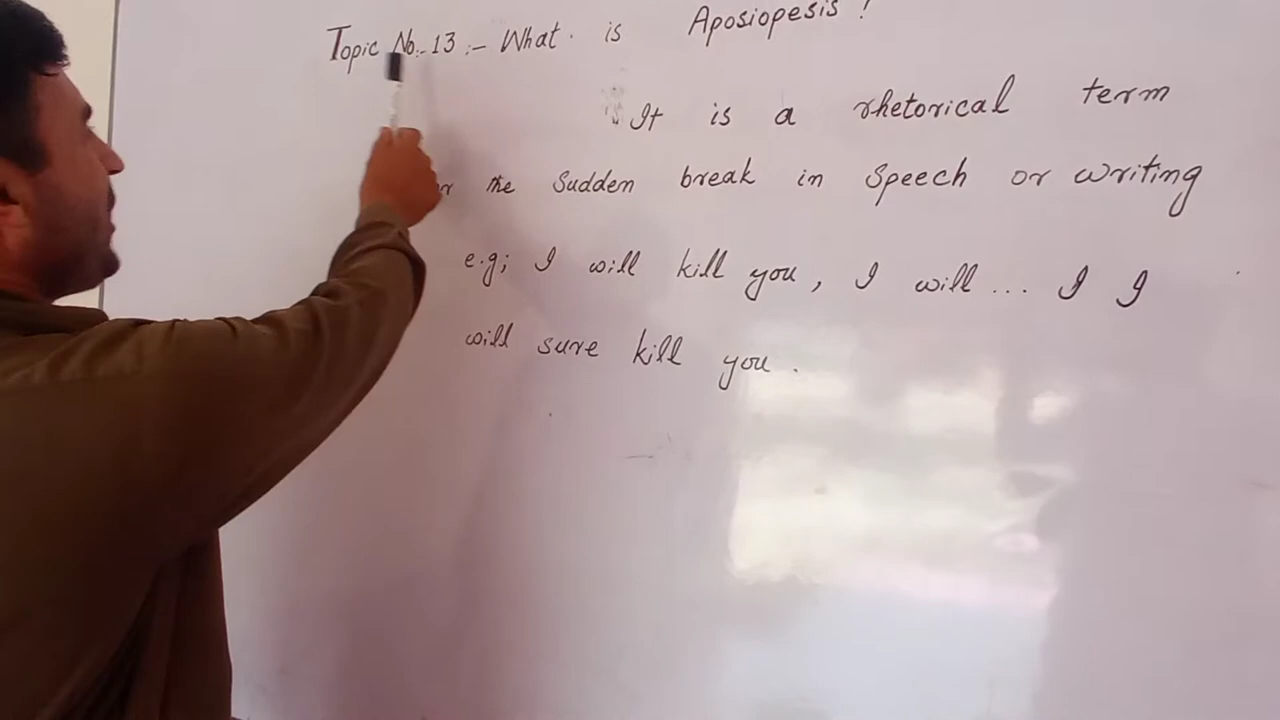 Topic No:-13 :- What is Aposiopesis?
It is a rhetorical term
the Sudden break in Speech or writing
e.g; I will kill you, I will... I I
will sure kill you.